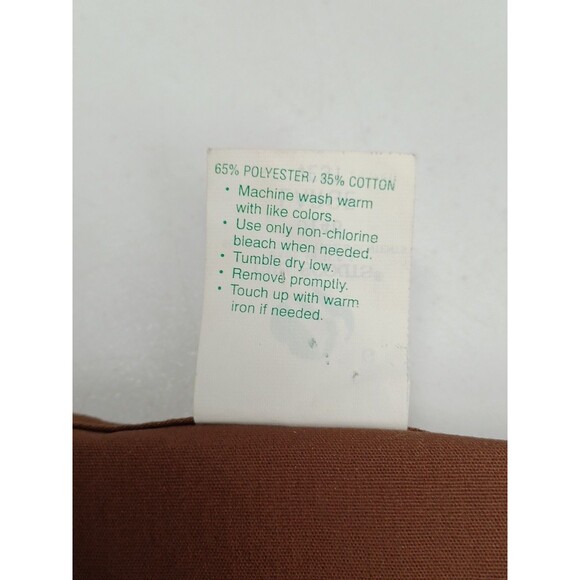 65% POLYESTER / 35% COTTON
• Machine wash warm
with like colors.
• Use only non-chlorine
bleach when needed.
• Tumble dry low.
• Remove promptly.
• Touch up with warm
iron if needed.